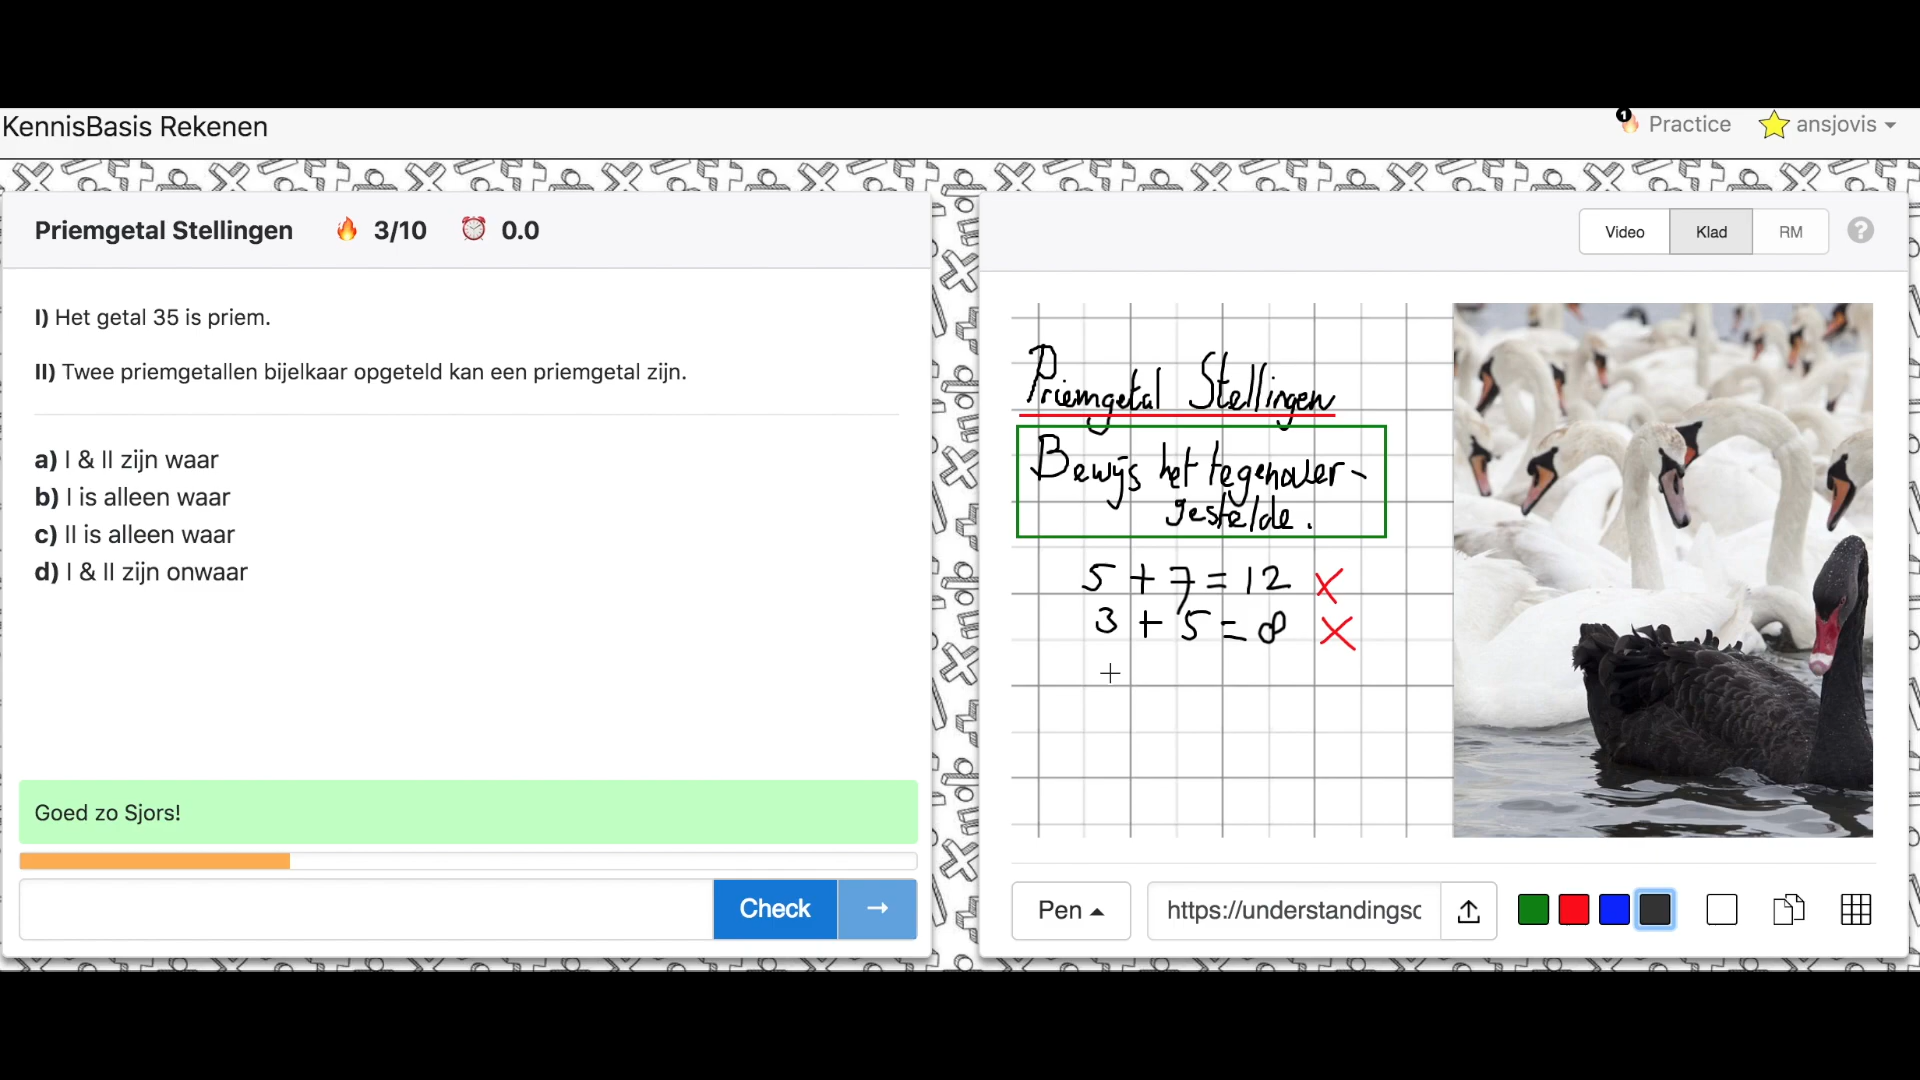 KennisBasis Rekenen
1 Practice ansjovis
Priemgetal Stellingen 3/10 0.0
I) Het getal 35 is priem.
II) Twee priemgetallen bijelkaar opgeteld kan een priemgetal zijn.
a) I & II zijn waar
b) I is alleen waar
c) II is alleen waar
d) I & II zijn onwaar
Goed zo Sjors!
Check →
Video Klad RM ?
Priemgetal Stellingen
Bewijs het tegenover-
gestelde.
5 + 7 = 12 X
3 + 5 = 8 X
Pen https://understandingsc